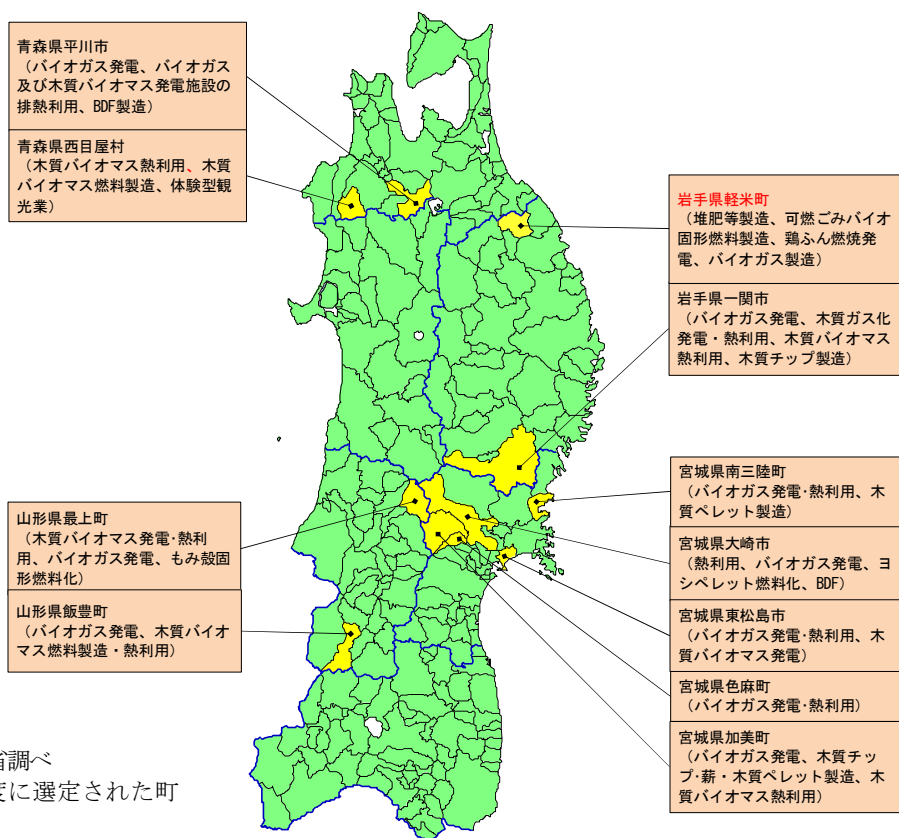 青森県平川市
（バイオガス発電、バイオガス
及び木質バイオマス発電施設の
排熱利用、BDF製造）
青森県西目屋村
（木質バイオマス熱利用、木質
バイオマス燃料製造、体験型観
光業）
岩手県軽米町
（堆肥等製造、可燃ごみバイオ
固形燃料製造、鶏ふん燃焼発
電、バイオガス製造）
岩手県一関市
（バイオガス発電、木質ガス化
発電・熱利用、木質バイオマス
熱利用、木質チップ製造）
宮城県南三陸町
（バイオガス発電･熱利用、木
質ペレット製造）
宮城県大崎市
（熱利用、バイオガス発電、ヨ
シペレット燃料化、BDF）
宮城県東松島市
（バイオガス発電･熱利用、木
質バイオマス発電）
宮城県色麻町
（バイオガス発電･熱利用）
宮城県加美町
（バイオガス発電、木質チッ
プ･薪・木質ペレット製造、木
質バイオマス熱利用）
山形県最上町
（木質バイオマス発電･熱利
用、バイオガス発電、もみ殻固
形燃料化）
山形県飯豊町
（バイオガス発電、木質バイオ
マス燃料製造・熱利用）
省調べ
度に選定された町